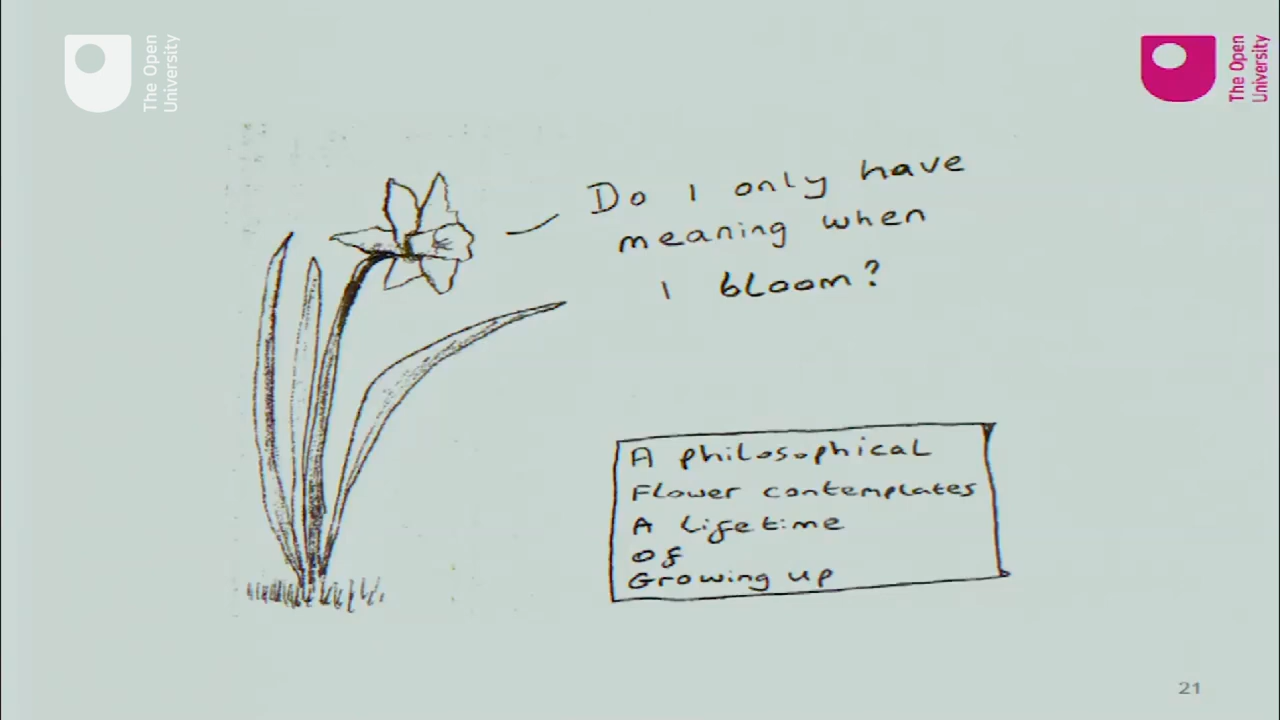 The Open
University
The Open
University
Do I only have
meaning when
I bloom?
A philosophical
Flower contemplates
A lifetime
of
Growing up
21